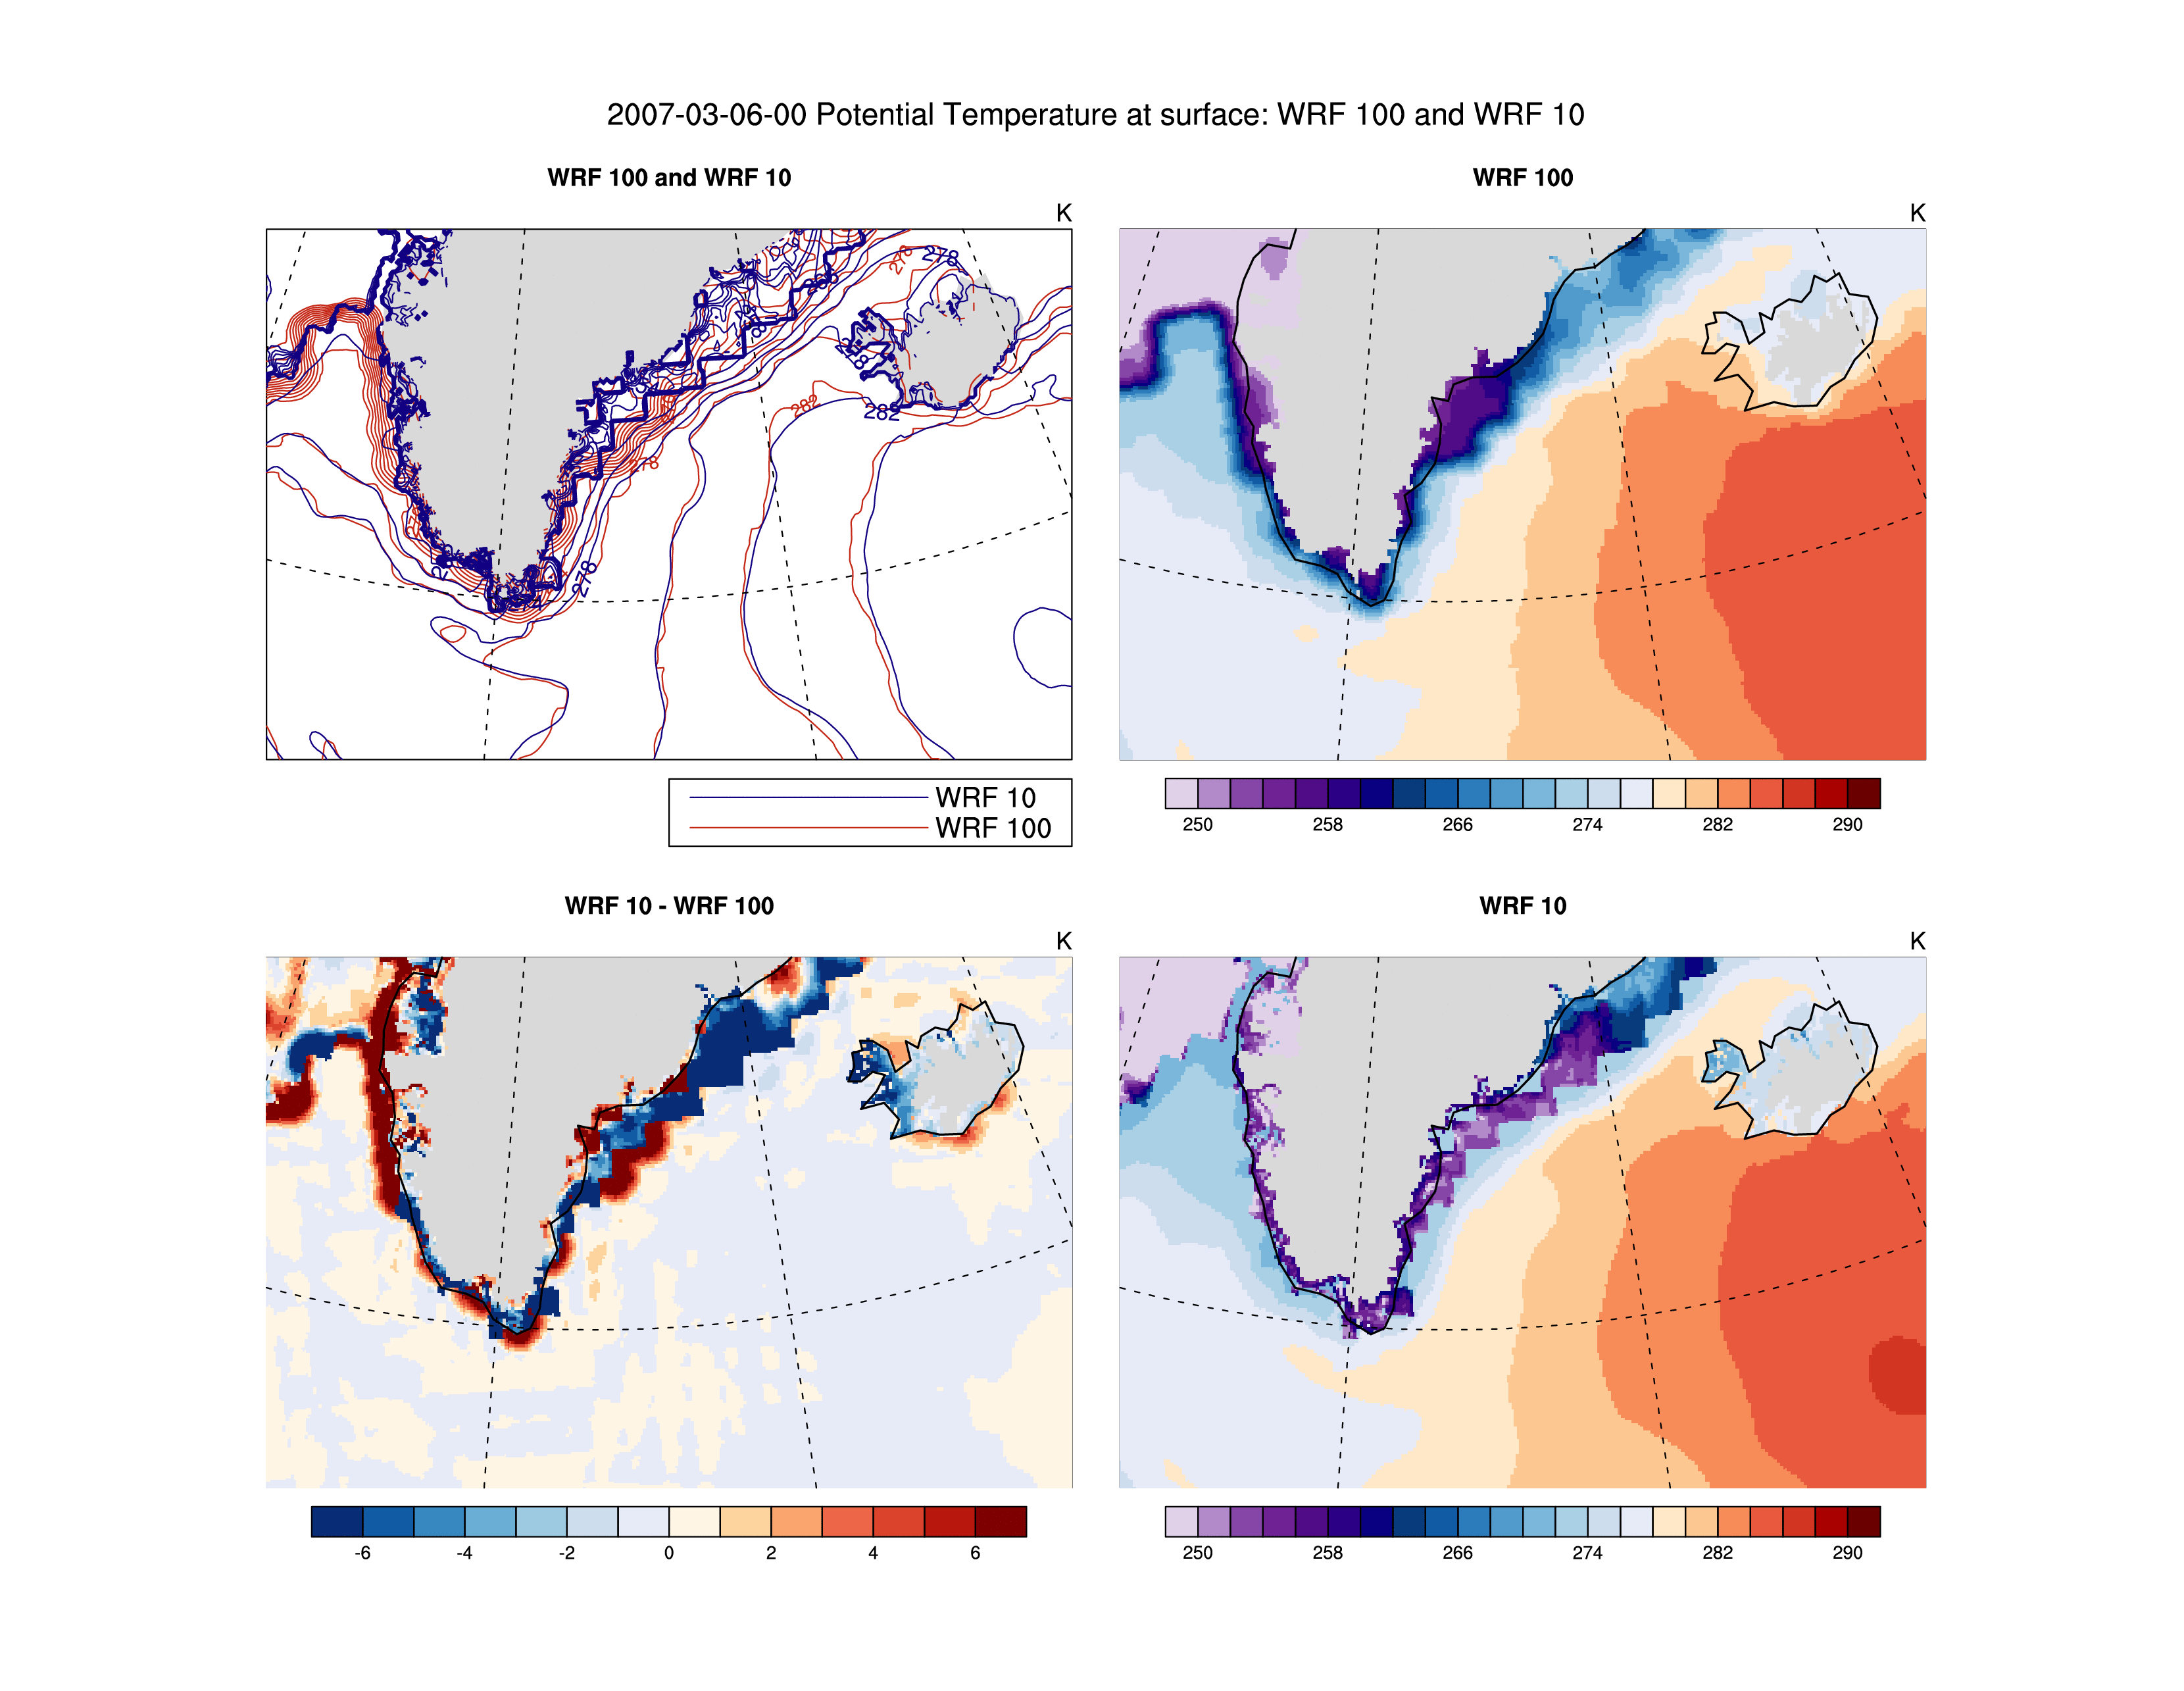 2007-03-06-00 Potential Temperature at surface: WRF 100 and WRF 10
WRF 100 and WRF 10
K
278
278
282
282
278
278
WRF 10
WRF 100
WRF 100
K
250 258 266 274 282 290
WRF 10 - WRF 100
K
-6 -4 -2 0 2 4 6
WRF 10
K
250 258 266 274 282 290